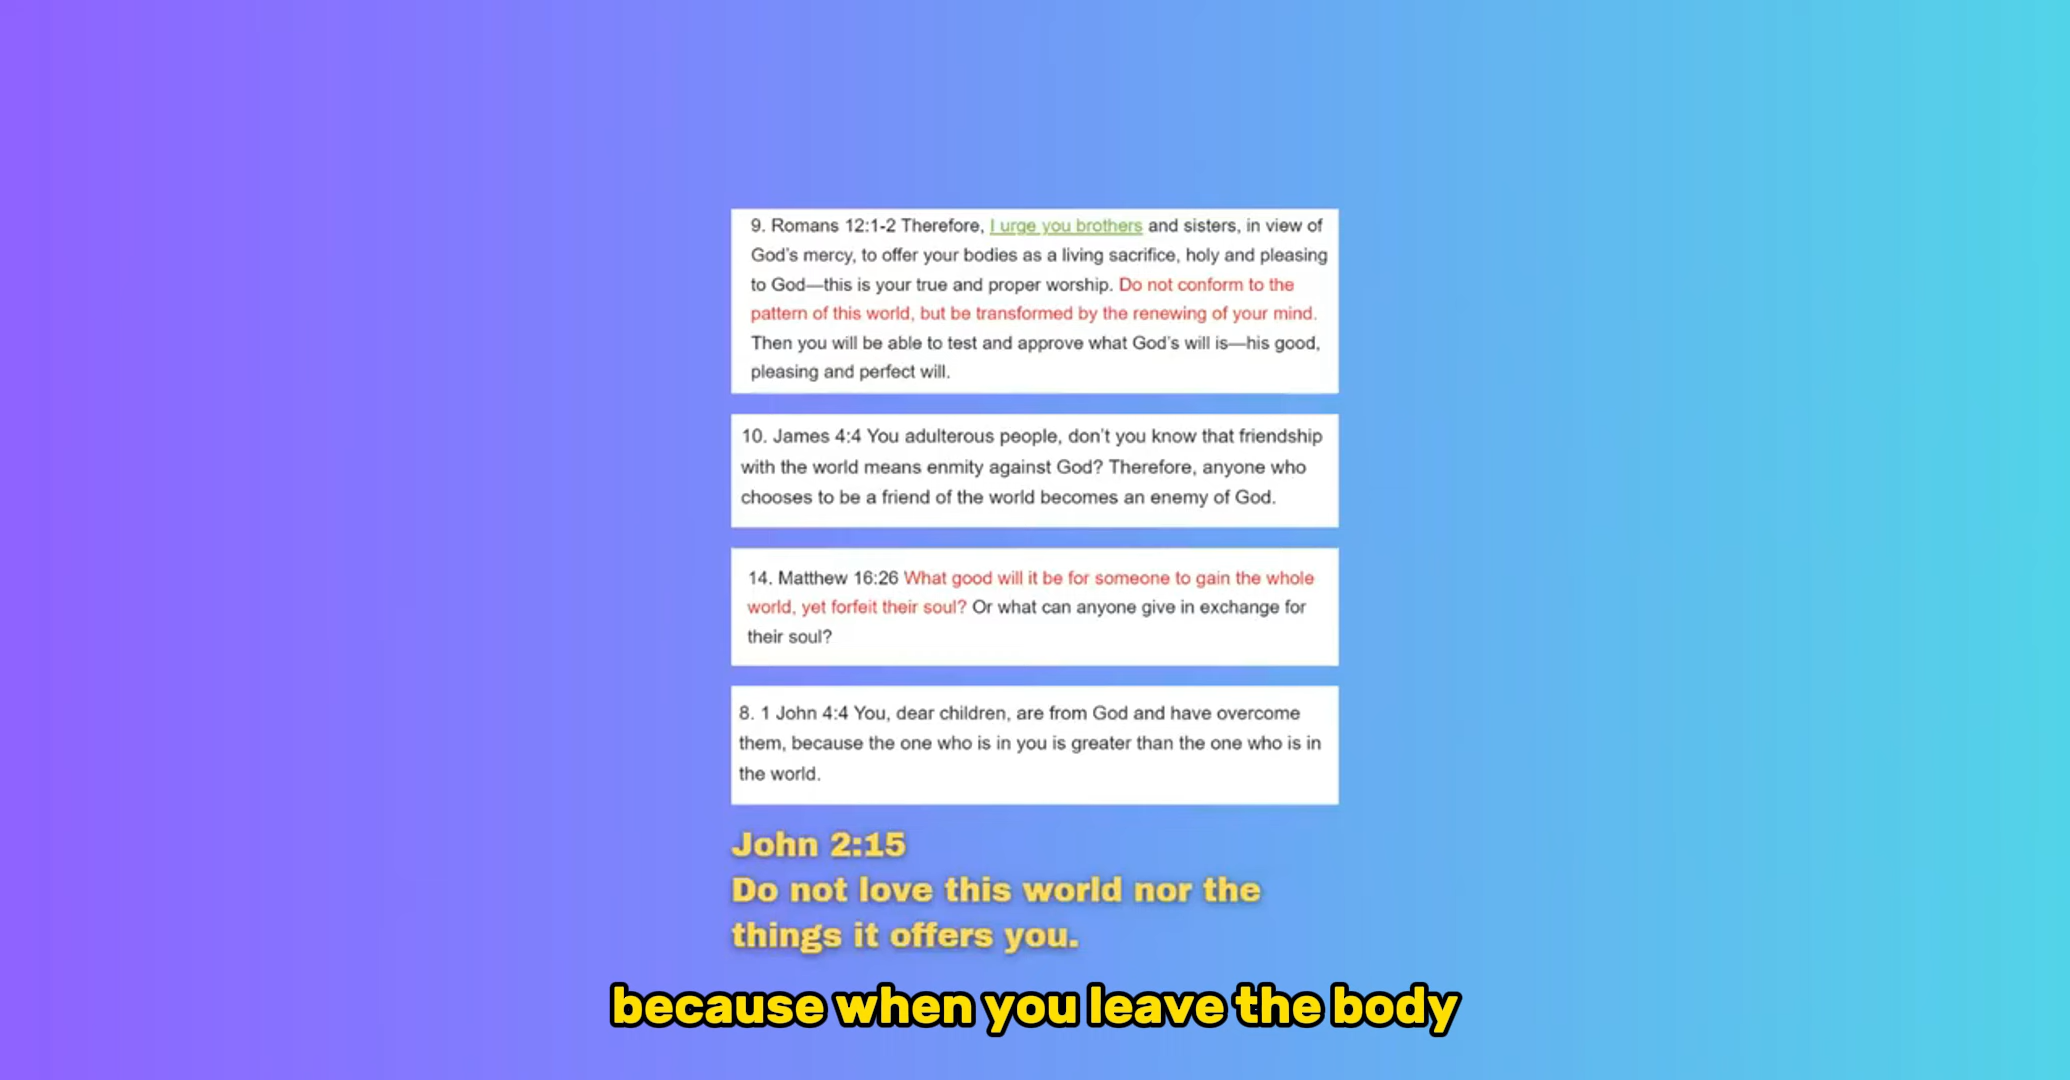 9. Romans 12:1-2 Therefore, I urge you brothers and sisters, in view of
God's mercy, to offer your bodies as a living sacrifice, holy and pleasing
to God—this is your true and proper worship. Do not conform to the
pattern of this world, but be transformed by the renewing of your mind.
Then you will be able to test and approve what God's will is—his good,
pleasing and perfect will.
10. James 4:4 You adulterous people, don't you know that friendship
with the world means enmity against God? Therefore, anyone who
chooses to be a friend of the world becomes an enemy of God.
14. Matthew 16:26 What good will it be for someone to gain the whole
world, yet forfeit their soul? Or what can anyone give in exchange for
their soul?
8. 1 John 4:4 You, dear children, are from God and have overcome
them, because the one who is in you is greater than the one who is in
the world.
John 2:15
Do not love this world nor the
things it offers you.
because when you leave the body